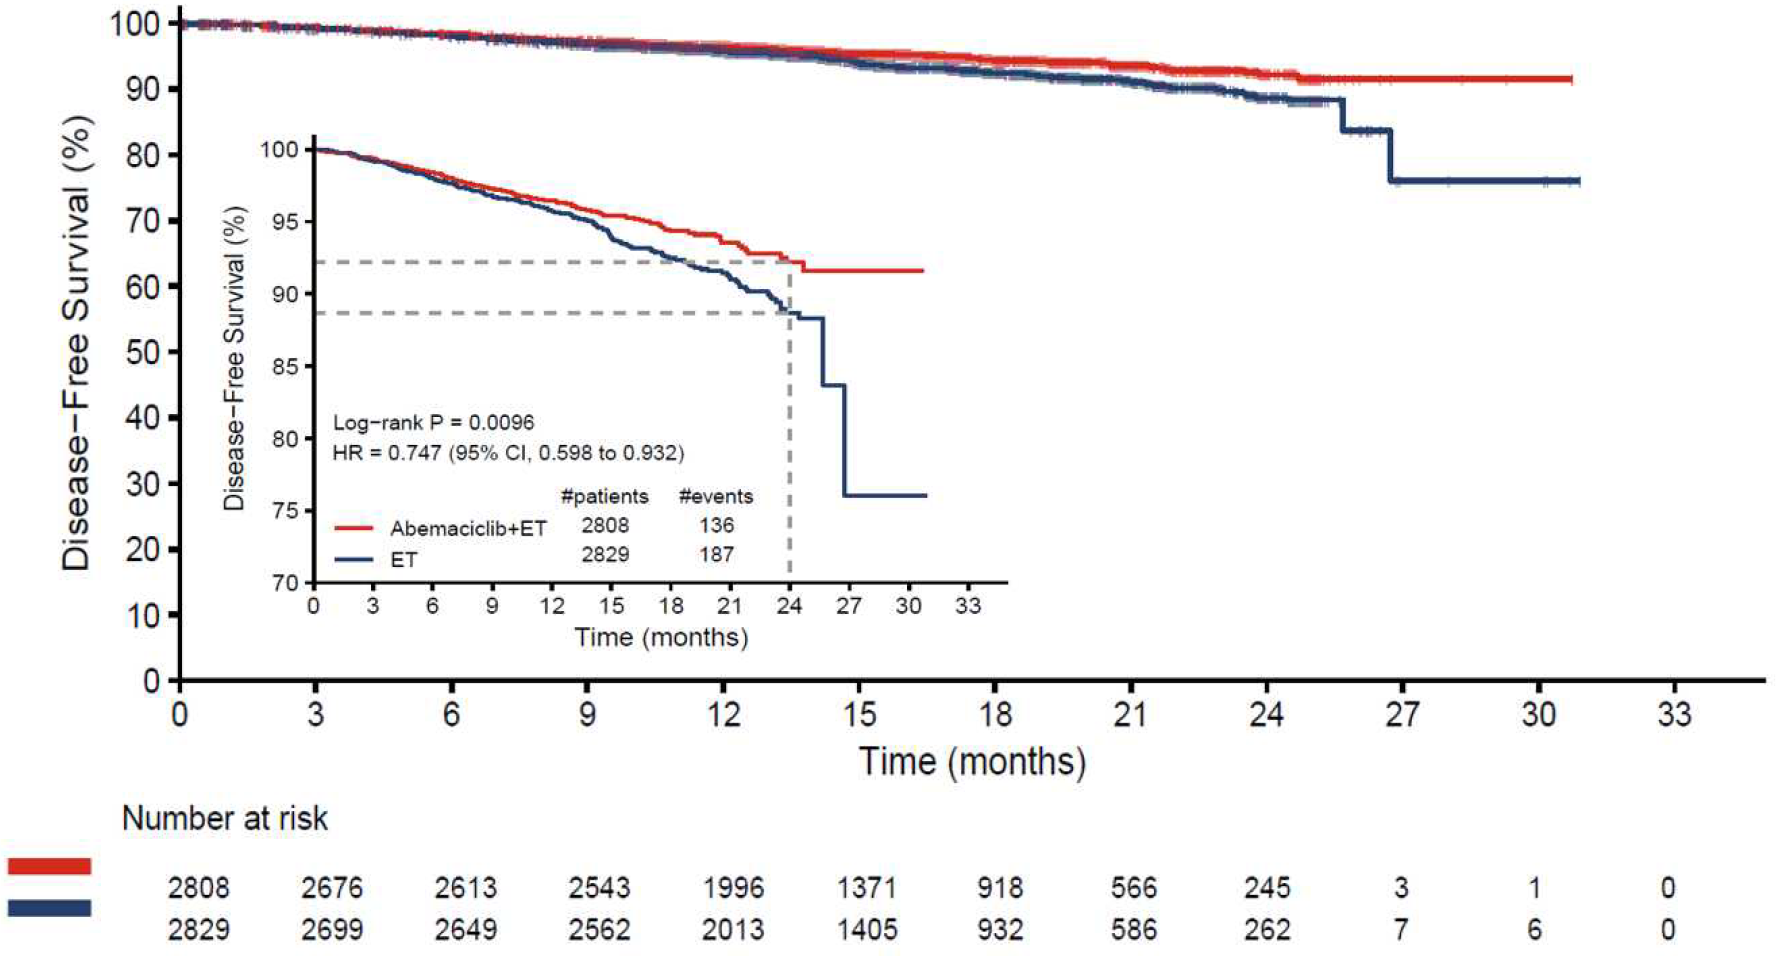 Disease−Free Survival (%)
100
90
80
70
60
50
40
30
20
10
0
0 3 6 9 12 15 18 21 24 27 30 33
Time (months)
Disease−Free Survival (%)
100
95
90
85
80
75
70
Log−rank P = 0.0096
HR = 0.747 (95% CI, 0.598 to 0.932)
#patients #events
Abemaciclib+ET 2808 136
ET 2829 187
0 3 6 9 12 15 18 21 24 27 30 33
Time (months)
Number at risk
2808 2676 2613 2543 1996 1371 918 566 245 3 1 0
2829 2699 2649 2562 2013 1405 932 586 262 7 6 0